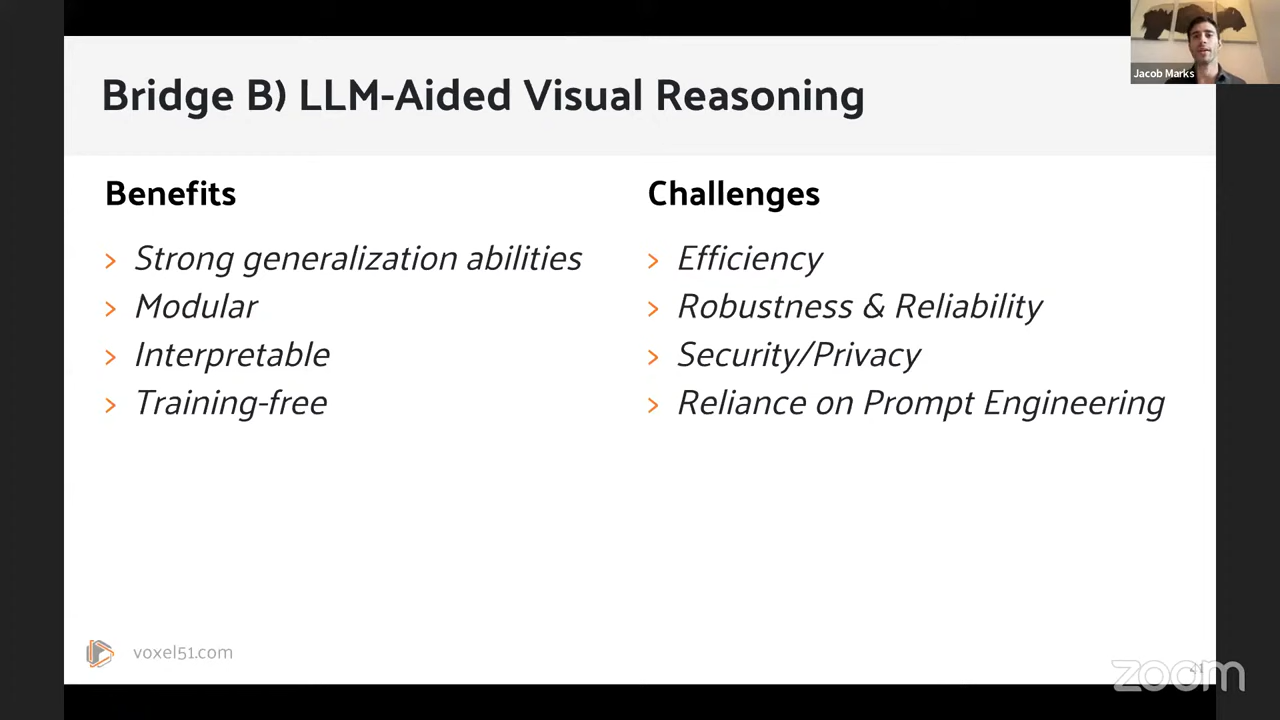 Jacob Marks
Bridge B) LLM-Aided Visual Reasoning
Benefits
> Strong generalization abilities
> Modular
> Interpretable
> Training-free
Challenges
> Efficiency
> Robustness & Reliability
> Security/Privacy
> Reliance on Prompt Engineering
voxel51.com
zoom